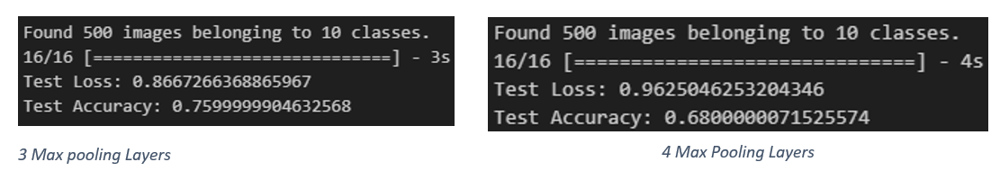 Found 500 images belonging to 10 classes.
16/16 [==============================] - 3s
Test Loss: 0.8667266368865967
Test Accuracy: 0.7599999904632568
3 Max pooling Layers
Found 500 images belonging to 10 classes.
16/16 [==============================] - 4s
Test Loss: 0.9625046253204346
Test Accuracy: 0.6800000071525574
4 Max Pooling Layers